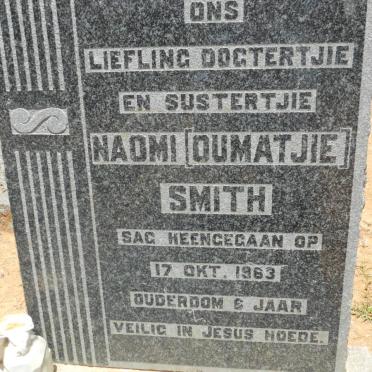 ONS
LIEFLING DOGTERTJIE
EN SUSTERTJIE
NAOMI [OUMATJIE]
SMITH
SAG HEENGEGAAN OP
17 OKT. 1963
OUDERDOM 6 JAAR
VEILIG IN JESUS HOEDE.